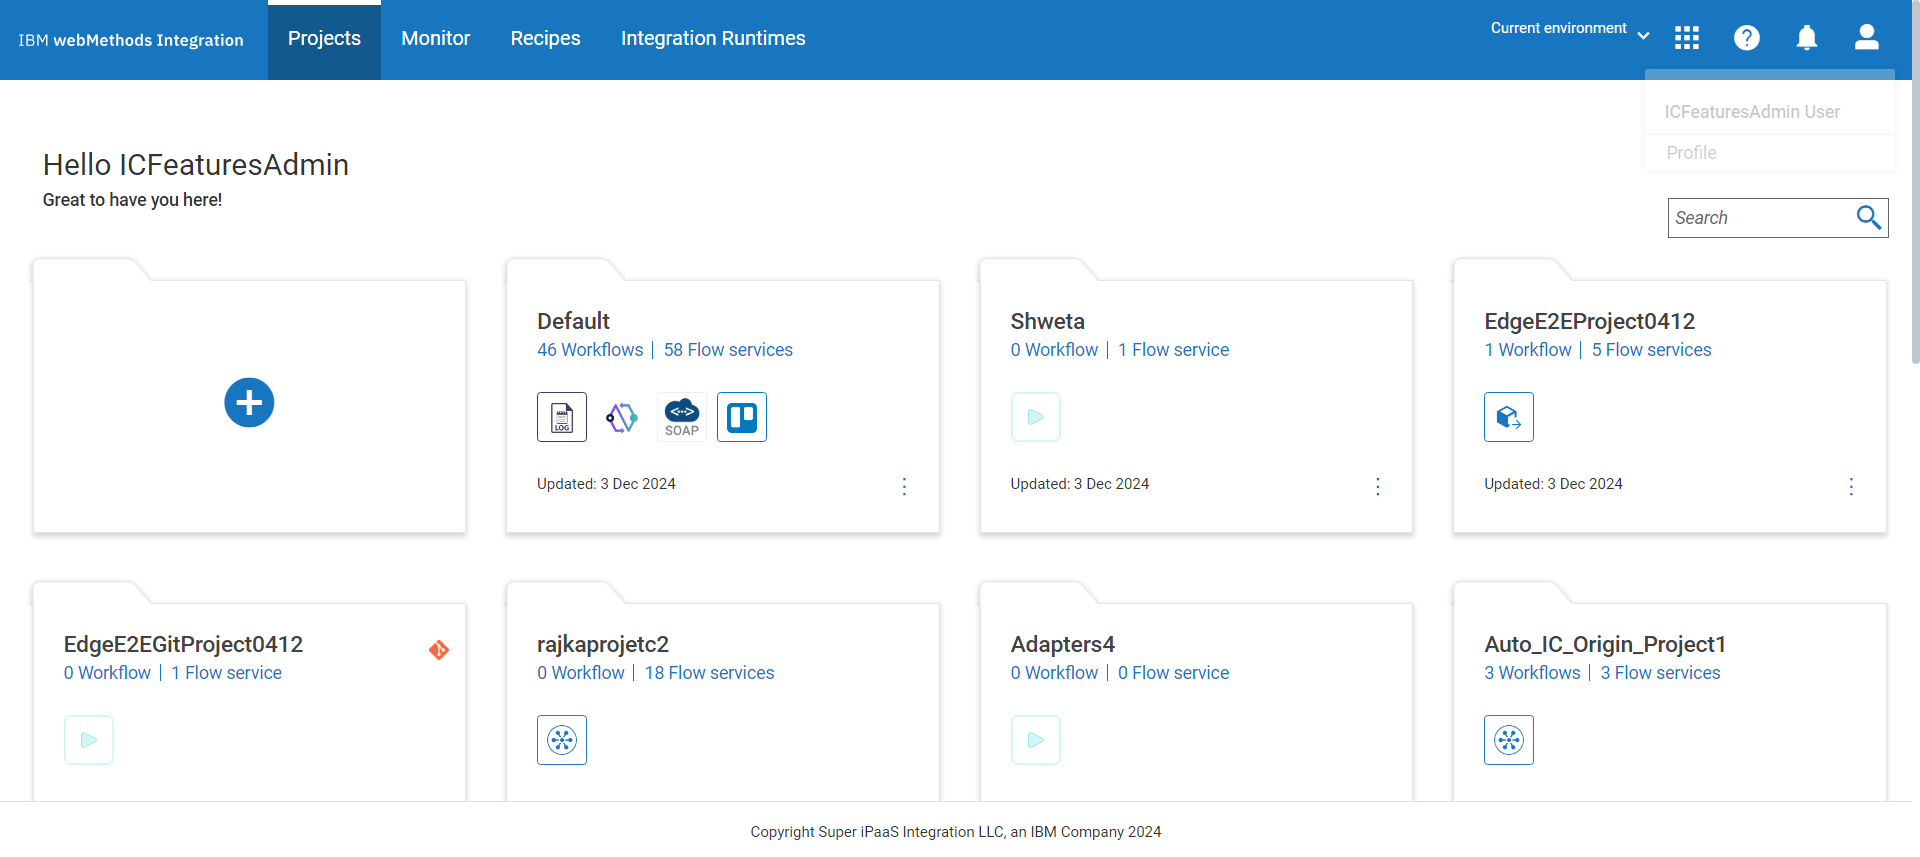 IBM webMethods Integration
Projects
Monitor
Recipes
Integration Runtimes
Current environment
ICFeaturesAdmin User
Profile
Hello ICFeaturesAdmin
Great to have you here!
Search
Default
46 Workflows | 58 Flow services
LOG
SOAP
Updated: 3 Dec 2024
Shweta
0 Workflow | 1 Flow service
Updated: 3 Dec 2024
EdgeE2EProject0412
1 Workflow | 5 Flow services
Updated: 3 Dec 2024
EdgeE2EGitProject0412
0 Workflow | 1 Flow service
rajkaprojetc2
0 Workflow | 18 Flow services
Adapters4
0 Workflow | 0 Flow service
Auto_IC_Origin_Project1
3 Workflows | 3 Flow services
Copyright Super iPaaS Integration LLC, an IBM Company 2024